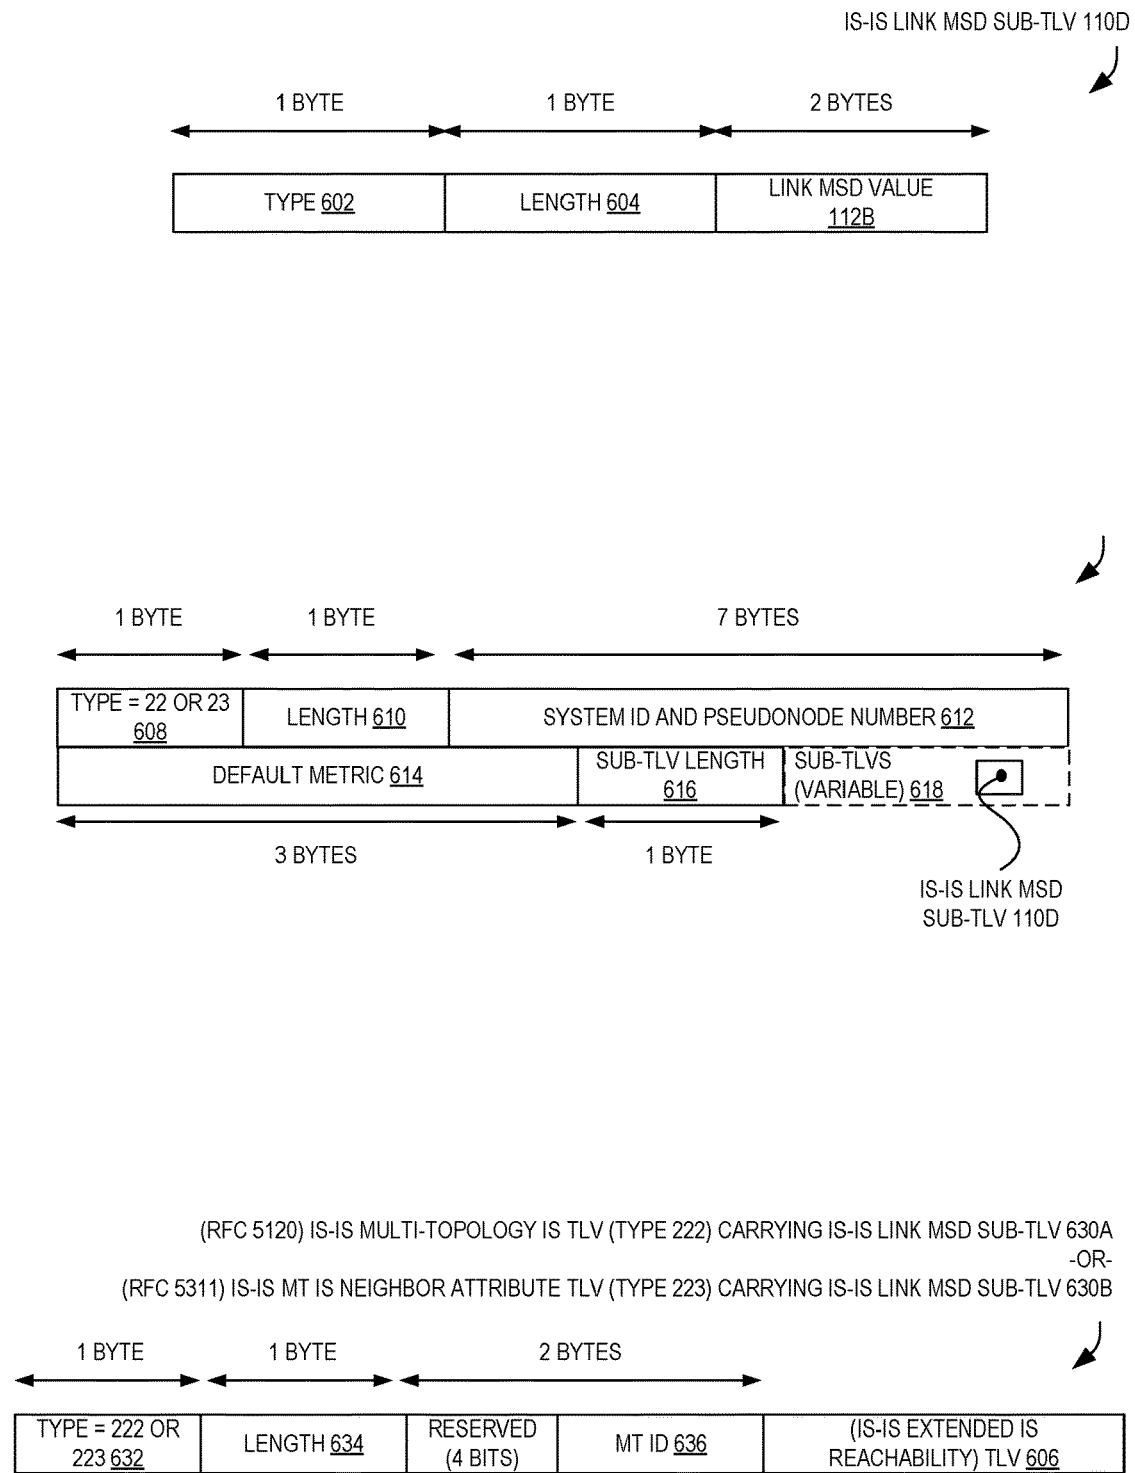 IS-IS LINK MSD SUB-TLV 110D
1 BYTE 1 BYTE 2 BYTES
TYPE 602 LENGTH 604 LINK MSD VALUE
112B
1 BYTE 1 BYTE 7 BYTES
TYPE = 22 OR 23
608
LENGTH 610
SYSTEM ID AND PSEUDONODE NUMBER 612
DEFAULT METRIC 614
SUB-TLV LENGTH
616
SUB-TLVS
(VARIABLE) 618
3 BYTES 1 BYTE
IS-IS LINK MSD
SUB-TLV 110D
(RFC 5120) IS-IS MULTI-TOPOLOGY IS TLV (TYPE 222) CARRYING IS-IS LINK MSD SUB-TLV 630A
-OR-
(RFC 5311) IS-IS MT IS NEIGHBOR ATTRIBUTE TLV (TYPE 223) CARRYING IS-IS LINK MSD SUB-TLV 630B
1 BYTE 1 BYTE 2 BYTES
TYPE = 222 OR
223 632
LENGTH 634
RESERVED
(4 BITS)
MT ID 636
(IS-IS EXTENDED IS
REACHABILITY) TLV 606